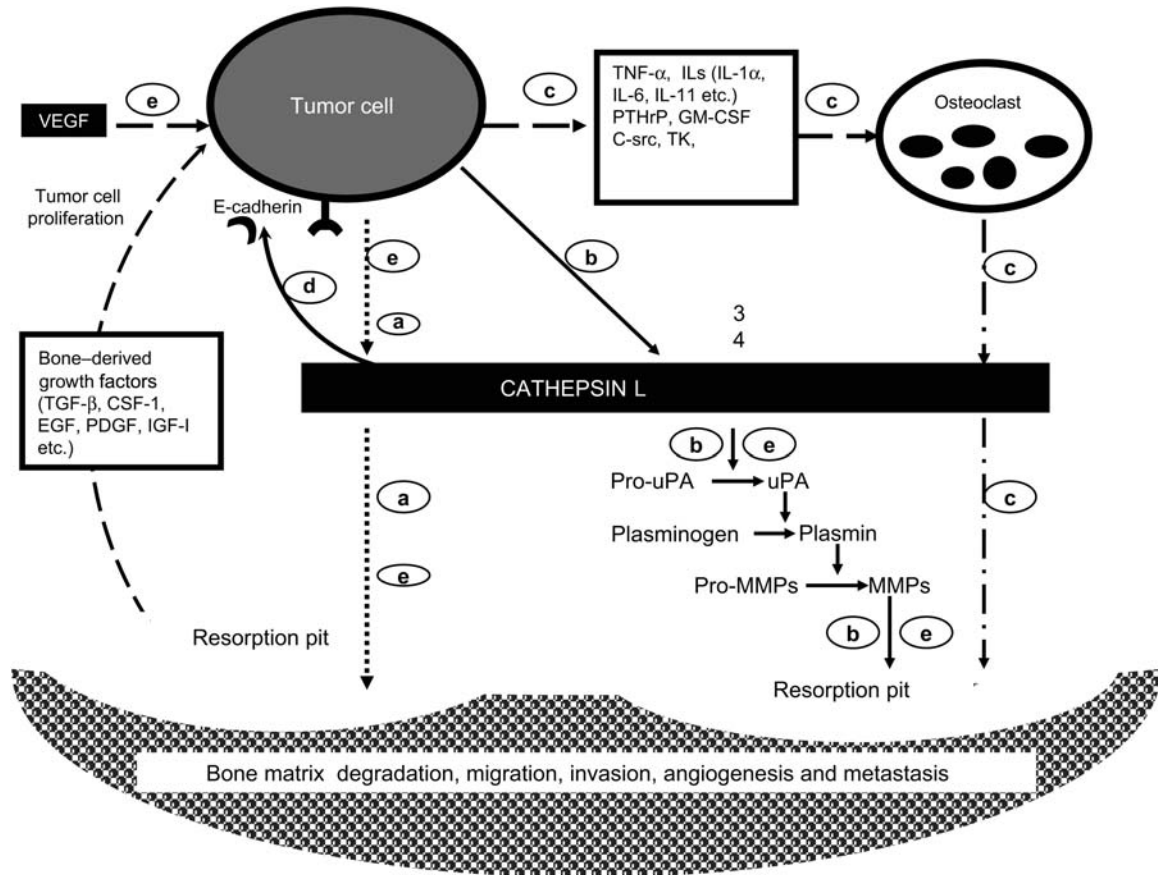 e
VEGF
Tumor cell
c
TNF-α, ILs (IL-1α,
IL-6, IL-11 etc.)
PTHrP, GM-CSF
C-src, TK,
c
Osteoclast
Tumor cell
proliferation
E-cadherin
e
b
c
d
a
3
4
Bone–derived
growth factors
(TGF-β, CSF-1,
EGF, PDGF, IGF-I
etc.)
CATHEPSIN L
b
e
Pro-uPA
uPA
a
c
Plasminogen
Plasmin
e
Pro-MMPs
MMPs
b
e
Resorption pit
Resorption pit
Bone matrix degradation, migration, invasion, angiogenesis and metastasis